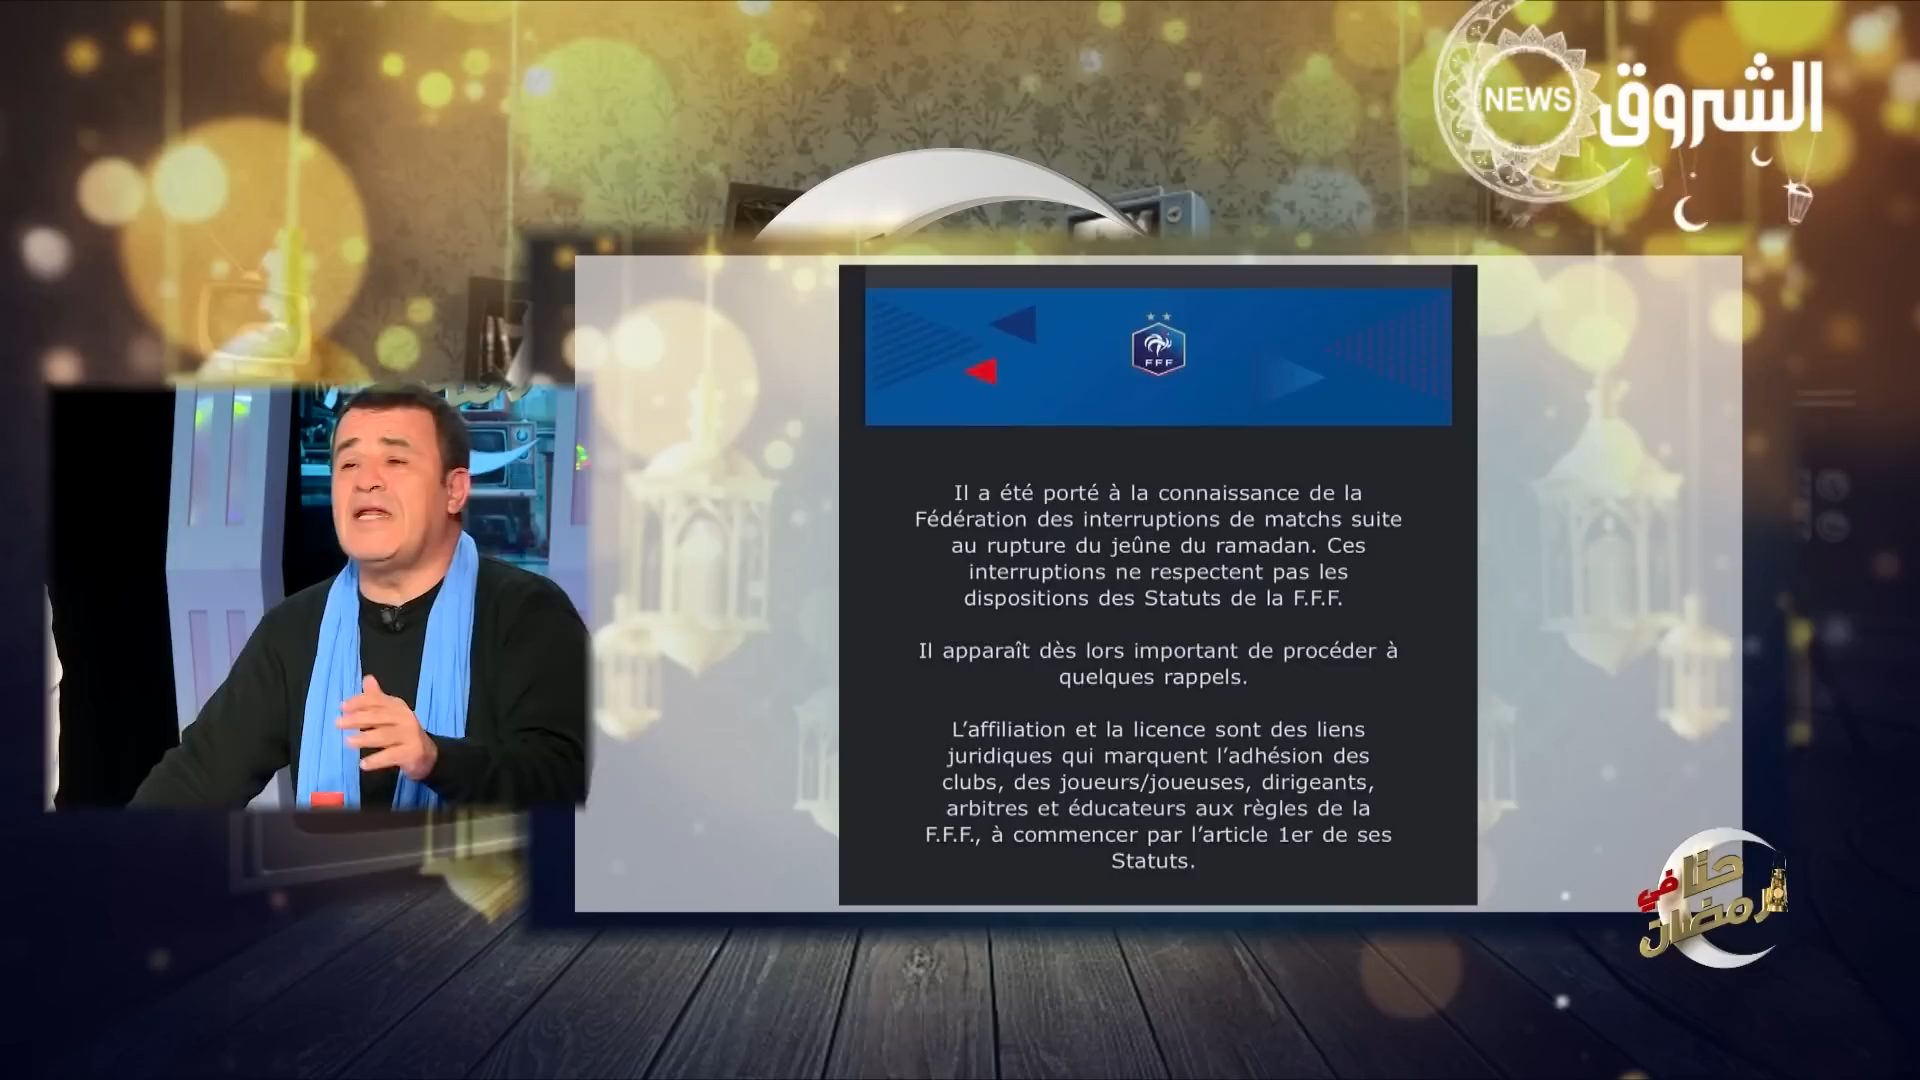 NEWS
الشروق
FFF
Il a été porté à la connaissance de la
Fédération des interruptions de matchs suite
au rupture du jeûne du ramadan. Ces
interruptions ne respectent pas les
dispositions des Statuts de la F.F.F.
Il apparaît dès lors important de procéder à
quelques rappels.
L’affiliation et la licence sont des liens
juridiques qui marquent l’adhésion des
clubs, des joueurs/joueuses, dirigeants,
arbitres et éducateurs aux règles de la
F.F.F., à commencer par l’article 1er de ses
Statuts.
حنا في
رمضان